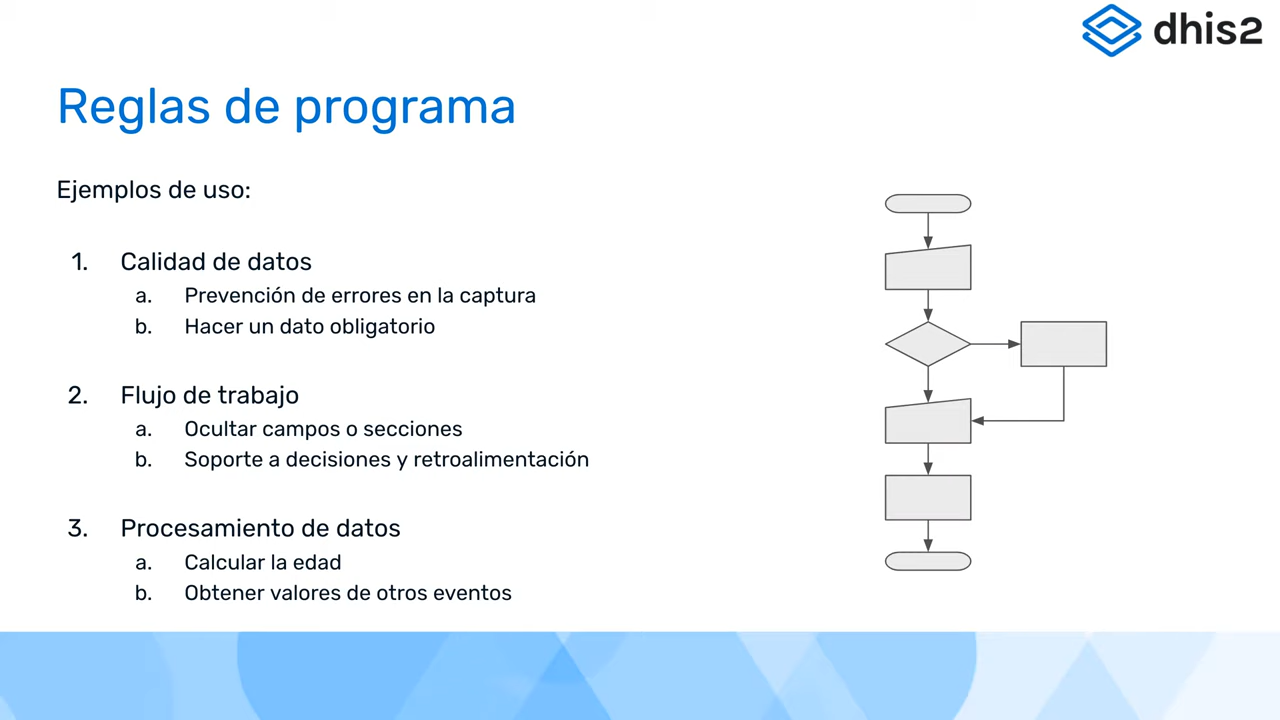 dhis2
Reglas de programa
Ejemplos de uso:
1. Calidad de datos
a. Prevención de errores en la captura
b. Hacer un dato obligatorio
2. Flujo de trabajo
a. Ocultar campos o secciones
b. Soporte a decisiones y retroalimentación
3. Procesamiento de datos
a. Calcular la edad
b. Obtener valores de otros eventos